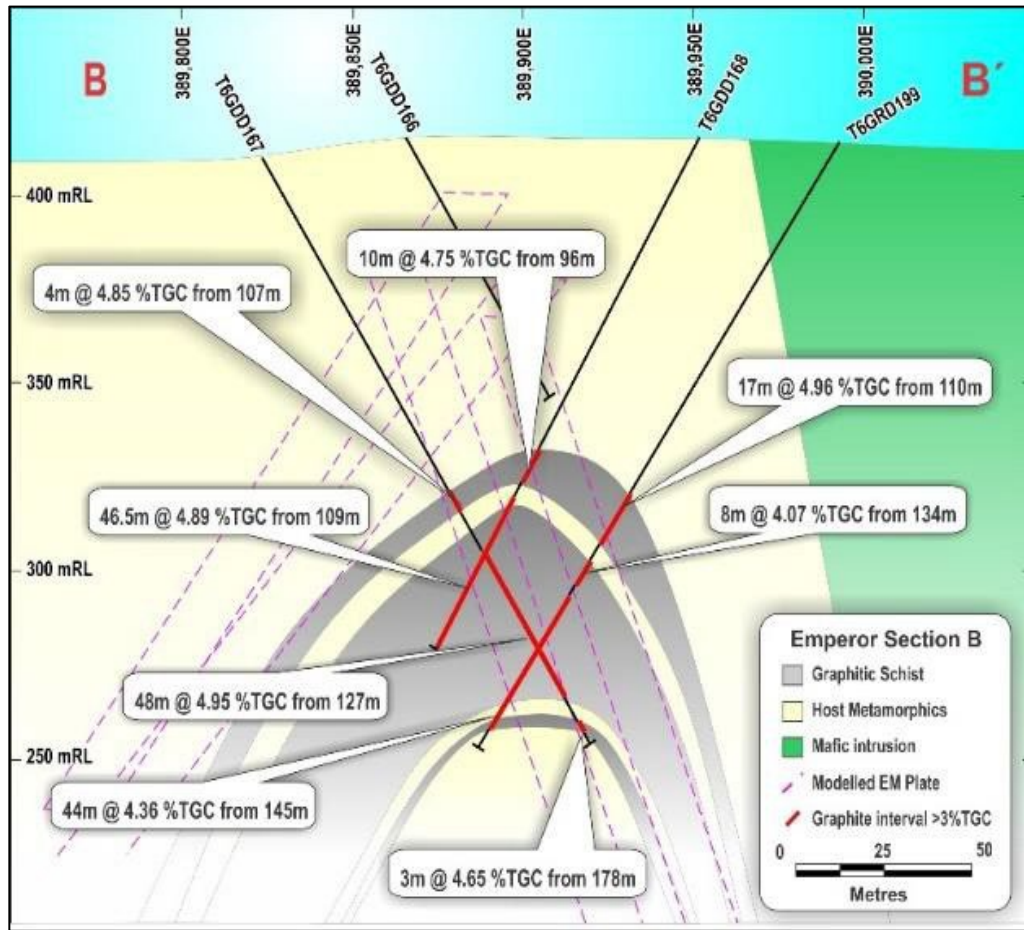 B
389,800E
389,850E
389,900E
389,950E
390,000E
B´
T6GDD167
T6GDD166
T6GDD168
T6GRD199
400 mRL
350 mRL
300 mRL
250 mRL
10m @ 4.75 %TGC from 96m
4m @ 4.85 %TGC from 107m
17m @ 4.96 %TGC from 110m
46.5m @ 4.89 %TGC from 109m
8m @ 4.07 %TGC from 134m
48m @ 4.95 %TGC from 127m
44m @ 4.36 %TGC from 145m
3m @ 4.65 %TGC from 178m
Emperor Section B
Graphitic Schist
Host Metamorphics
Mafic intrusion
Modelled EM Plate
Graphite interval >3%TGC
0 25 50
Metres